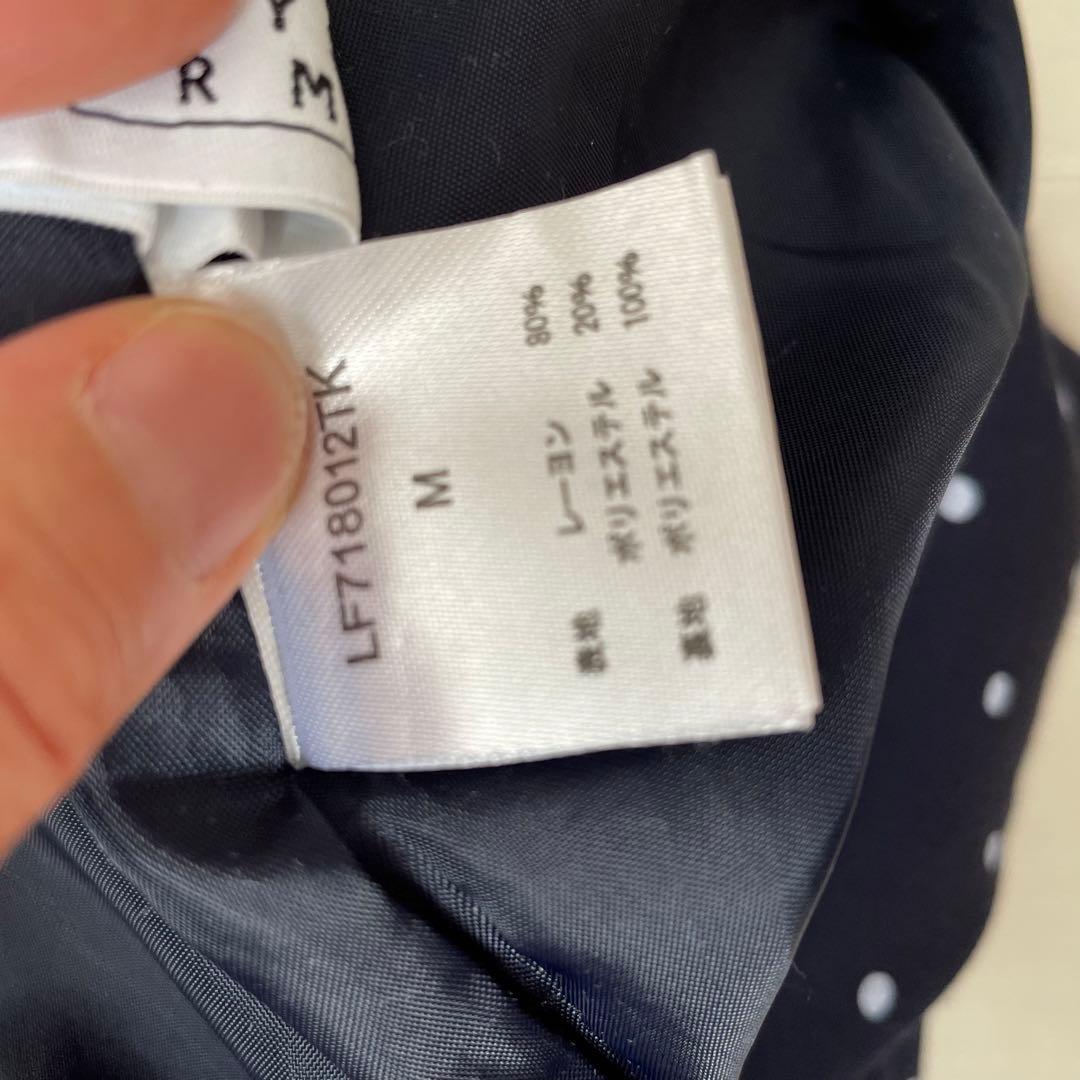 R M
LF718012TK
M
表地 レーヨン 80%
ポリエステル 20%
裏地 ポリエステル 100%